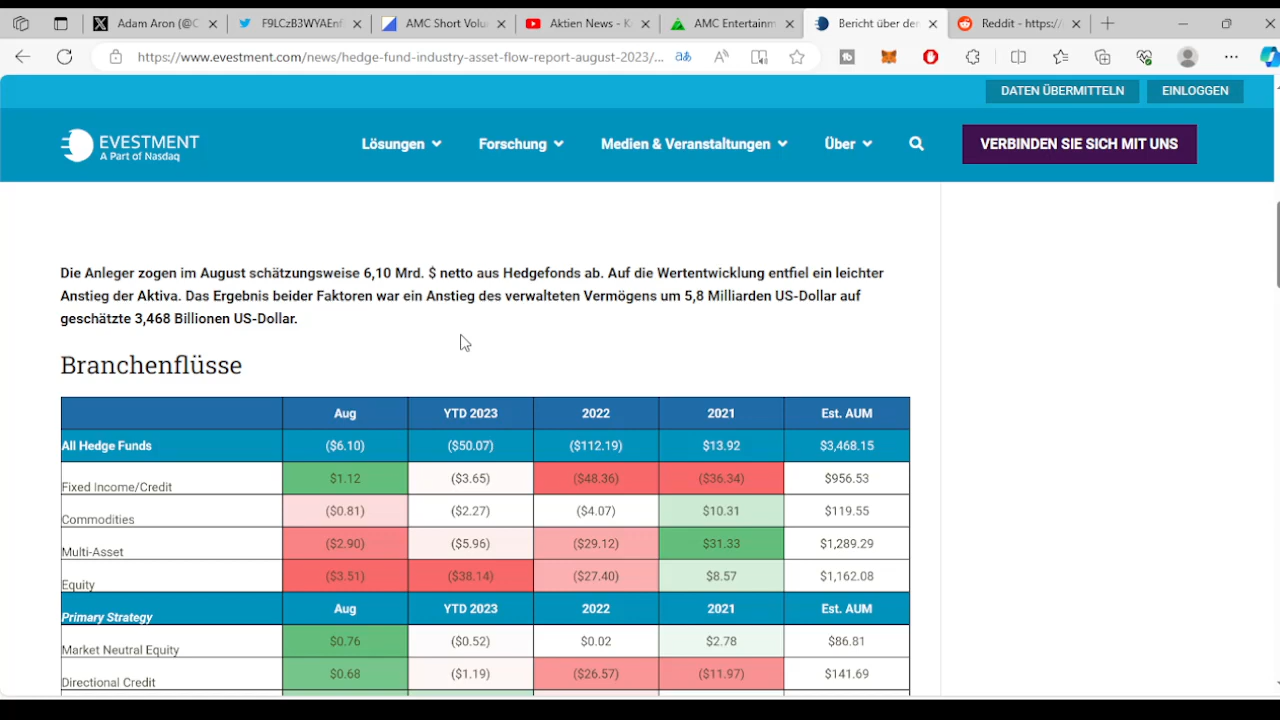 Adam Aron (@C
F9LCzB3WYAEnf
AMC Short Volu
Aktien News - K
AMC Entertainm
Bericht über der
Reddit - https:/
https://www.evestment.com/news/hedge-fund-industry-asset-flow-report-august-2023/...
DATEN ÜBERMITTELN EINLOGGEN
EVESTMENT
A Part of Nasdaq
Lösungen Forschung Medien & Veranstaltungen Über VERBINDEN SIE SICH MIT UNS
Die Anleger zogen im August schätzungsweise 6,10 Mrd. $ netto aus Hedgefonds ab. Auf die Wertentwicklung entfiel ein leichter
Anstieg der Aktiva. Das Ergebnis beider Faktoren war ein Anstieg des verwalteten Vermögens um 5,8 Milliarden US-Dollar auf
geschätzte 3,468 Billionen US-Dollar.
Branchenflüsse
Aug YTD 2023 2022 2021 Est. AUM
All Hedge Funds ($6.10) ($50.07) ($112.19) $13.92 $3,468.15
Fixed Income/Credit $1.12 ($3.65) ($48.36) ($36.34) $956.53
Commodities ($0.81) ($2.27) ($4.07) $10.31 $119.55
Multi-Asset ($2.90) ($5.96) ($29.12) $31.33 $1,289.29
Equity ($3.51) ($38.14) ($27.40) $8.57 $1,162.08
Primary Strategy Aug YTD 2023 2022 2021 Est. AUM
Market Neutral Equity $0.76 ($0.52) $0.02 $2.78 $86.81
Directional Credit $0.68 ($1.19) ($26.57) ($11.97) $141.69